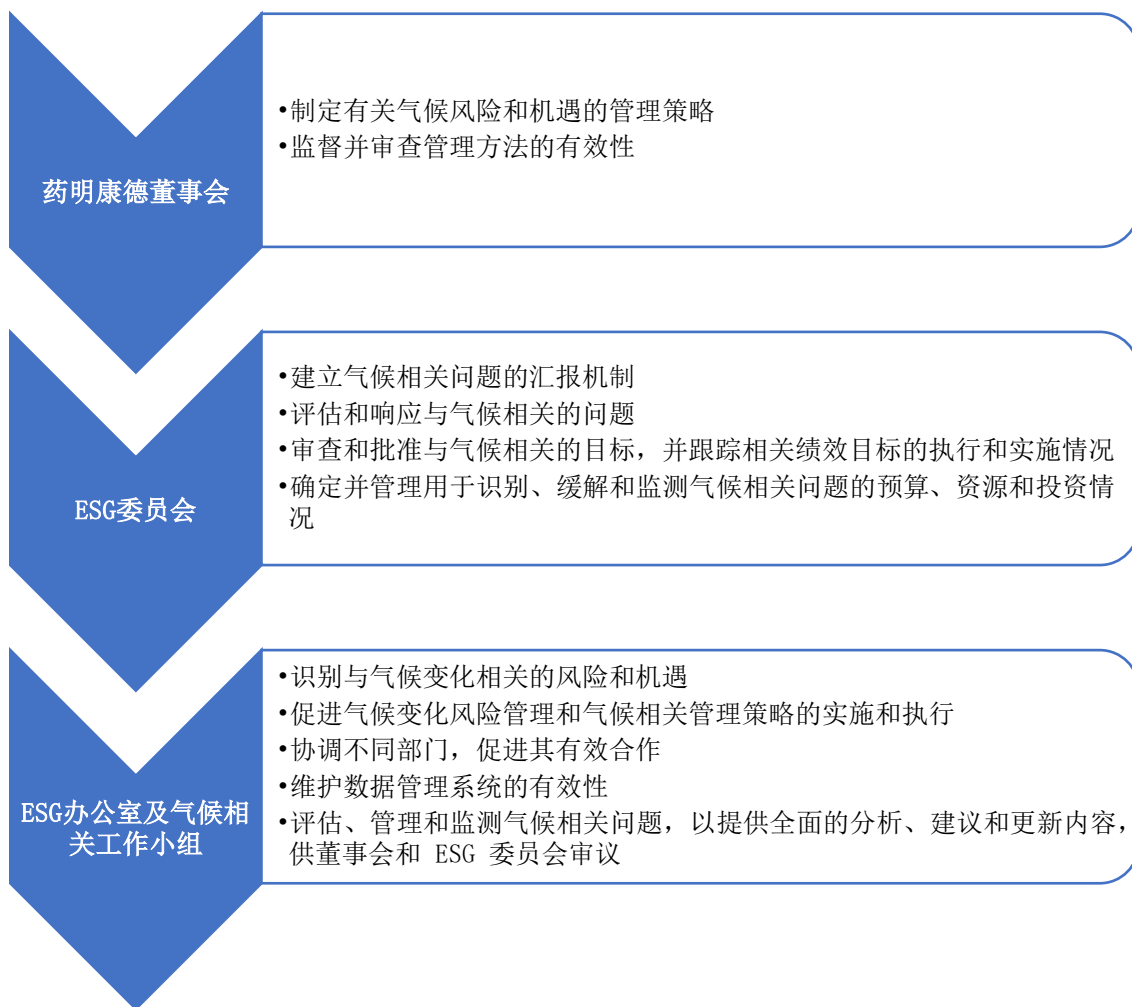 药明康德董事会
•制定有关气候风险和机遇的管理策略
•监督并审查管理方法的有效性
ESG委员会
•建立气候相关问题的汇报机制
•评估和响应与气候相关的问题
•审查和批准与气候相关的目标，并跟踪相关绩效目标的执行和实施情况
•确定并管理用于识别、缓解和监测气候相关问题的预算、资源和投资情
况
ESG办公室及气候相
关工作小组
•识别与气候变化相关的风险和机遇
•促进气候变化风险管理和气候相关管理策略的实施和执行
•协调不同部门，促进其有效合作
•维护数据管理系统的有效性
•评估、管理和监测气候相关问题，以提供全面的分析、建议和更新内容，
供董事会和 ESG 委员会审议